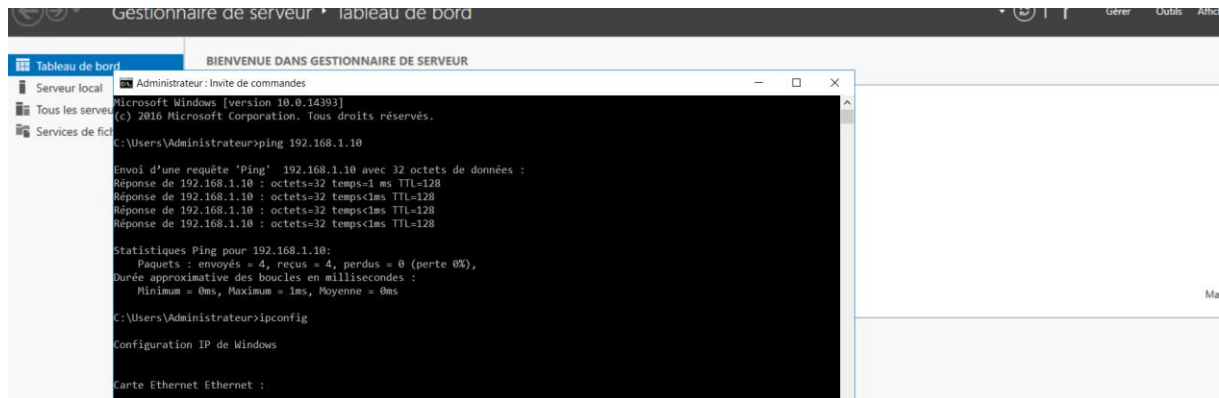 Gestionnaire de serveur ‣ Tableau de bord
Gérer Outils
Tableau de bord
Serveur local
Tous les serveu
Services de fich
BIENVENUE DANS GESTIONNAIRE DE SERVEUR
Administrateur : Invite de commandes
Microsoft Windows [version 10.0.14393]
(c) 2016 Microsoft Corporation. Tous droits réservés.
C:\Users\Administrateur>ping 192.168.1.10
Envoi d’une requête 'Ping'  192.168.1.10 avec 32 octets de données :
Réponse de 192.168.1.10 : octets=32 temps=1 ms TTL=128
Réponse de 192.168.1.10 : octets=32 temps<1ms TTL=128
Réponse de 192.168.1.10 : octets=32 temps<1ms TTL=128
Réponse de 192.168.1.10 : octets=32 temps<1ms TTL=128
Statistiques Ping pour 192.168.1.10:
Paquets : envoyés = 4, reçus = 4, perdus = 0 (perte 0%),
Durée approximative des boucles en millisecondes :
Minimum = 0ms, Maximum = 1ms, Moyenne = 0ms
C:\Users\Administrateur>ipconfig
Configuration IP de Windows
Carte Ethernet Ethernet :
Ma